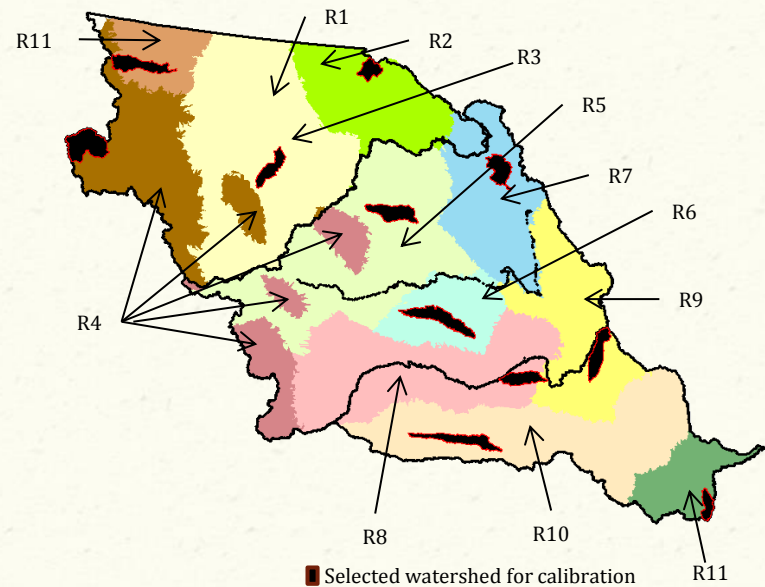 R1
R11
R2
R3
R5
R7
R6
R9
R4
R8
R10
R11
Selected watershed for calibration